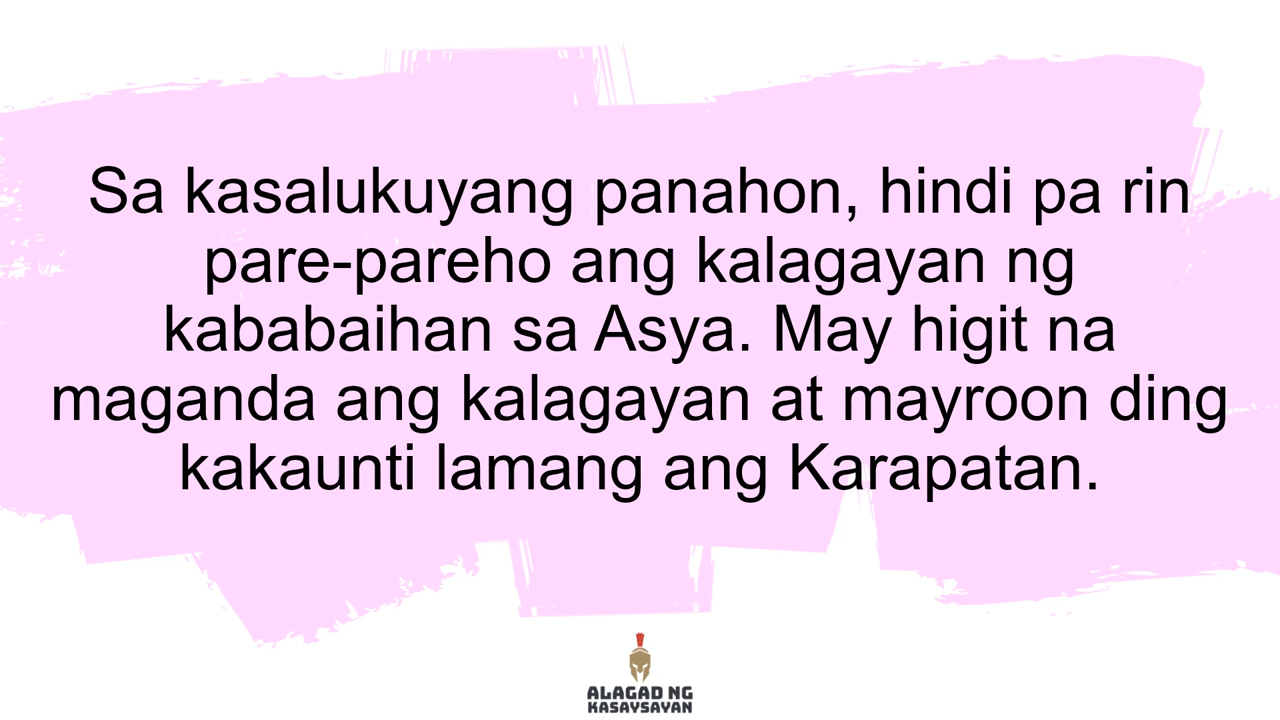 Sa kasalukuyang panahon, hindi pa rin
pare-pareho ang kalagayan ng
kababaihan sa Asya. May higit na
maganda ang kalagayan at mayroon ding
kakaunti lamang ang Karapatan.
ALAGAD NG
KASAYSAYAN